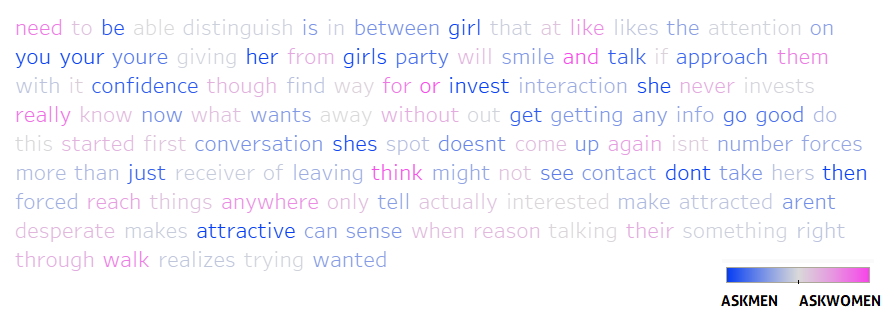 need to be able distinguish is in between girl that at like likes the attention on
you your youre giving her from girls party will smile and talk if approach them
with it confidence though find way for or invest interaction she never invests
really know now what wants away without out get getting any info go good do
this started first conversation shes spot doesnt come up again isnt number forces
more than just receiver of leaving think might not see contact dont take hers then
forced reach things anywhere only tell actually interested make attracted arent
desperate makes attractive can sense when reason talking their something right
through walk realizes trying wanted
ASKMEN ASKWOMEN